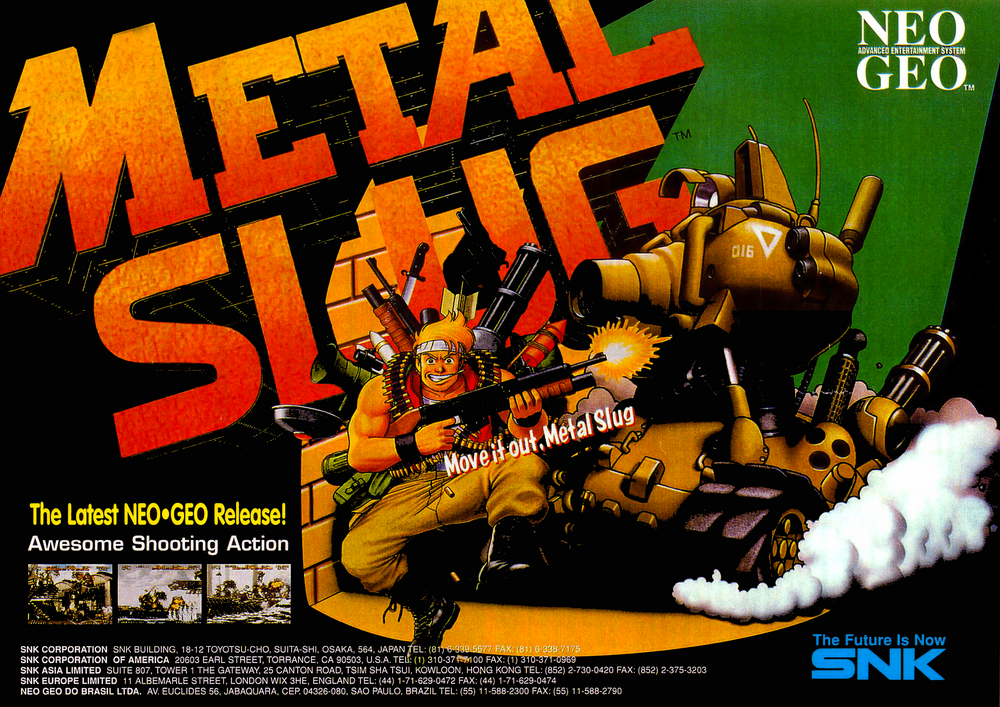 METAL
SLUG
™
NEO
ADVANCED ENTERTAINMENT SYSTEM
GEO™
016
Move it out, Metal Slug
The Latest NEO•GEO Release!
Awesome Shooting Action
SNK CORPORATION SNK BUILDING, 18-12 TOYOTSU-CHO, SUITA-SHI, OSAKA, 564, JAPAN TEL: (81) 6-339-5577 FAX: (81) 6-338-7175
SNK CORPORATION OF AMERICA 20603 EARL STREET, TORRANCE, CA 90503, U.S.A. TEL: (1) 310-371-7100 FAX: (1) 310-371-0969
SNK ASIA LIMITED SUITE 807, TOWER 1 THE GATEWAY, 25 CANTON ROAD, TSIM SHA TSUI, KOWLOON, HONG KONG TEL: (852) 2-730-0420 FAX: (852) 2-375-3203
SNK EUROPE LIMITED 11 ALBEMARLE STREET, LONDON WIX 3HE, ENGLAND TEL: (44) 1-71-629-0472 FAX: (44) 1-71-629-0474
NEO GEO DO BRASIL LTDA. AV. EUCLIDES 56, JABAQUARA, CEP. 04326-080, SAO PAULO, BRAZIL TEL: (55) 11-588-2300 FAX: (55) 11-588-2790
The Future Is Now
SNK